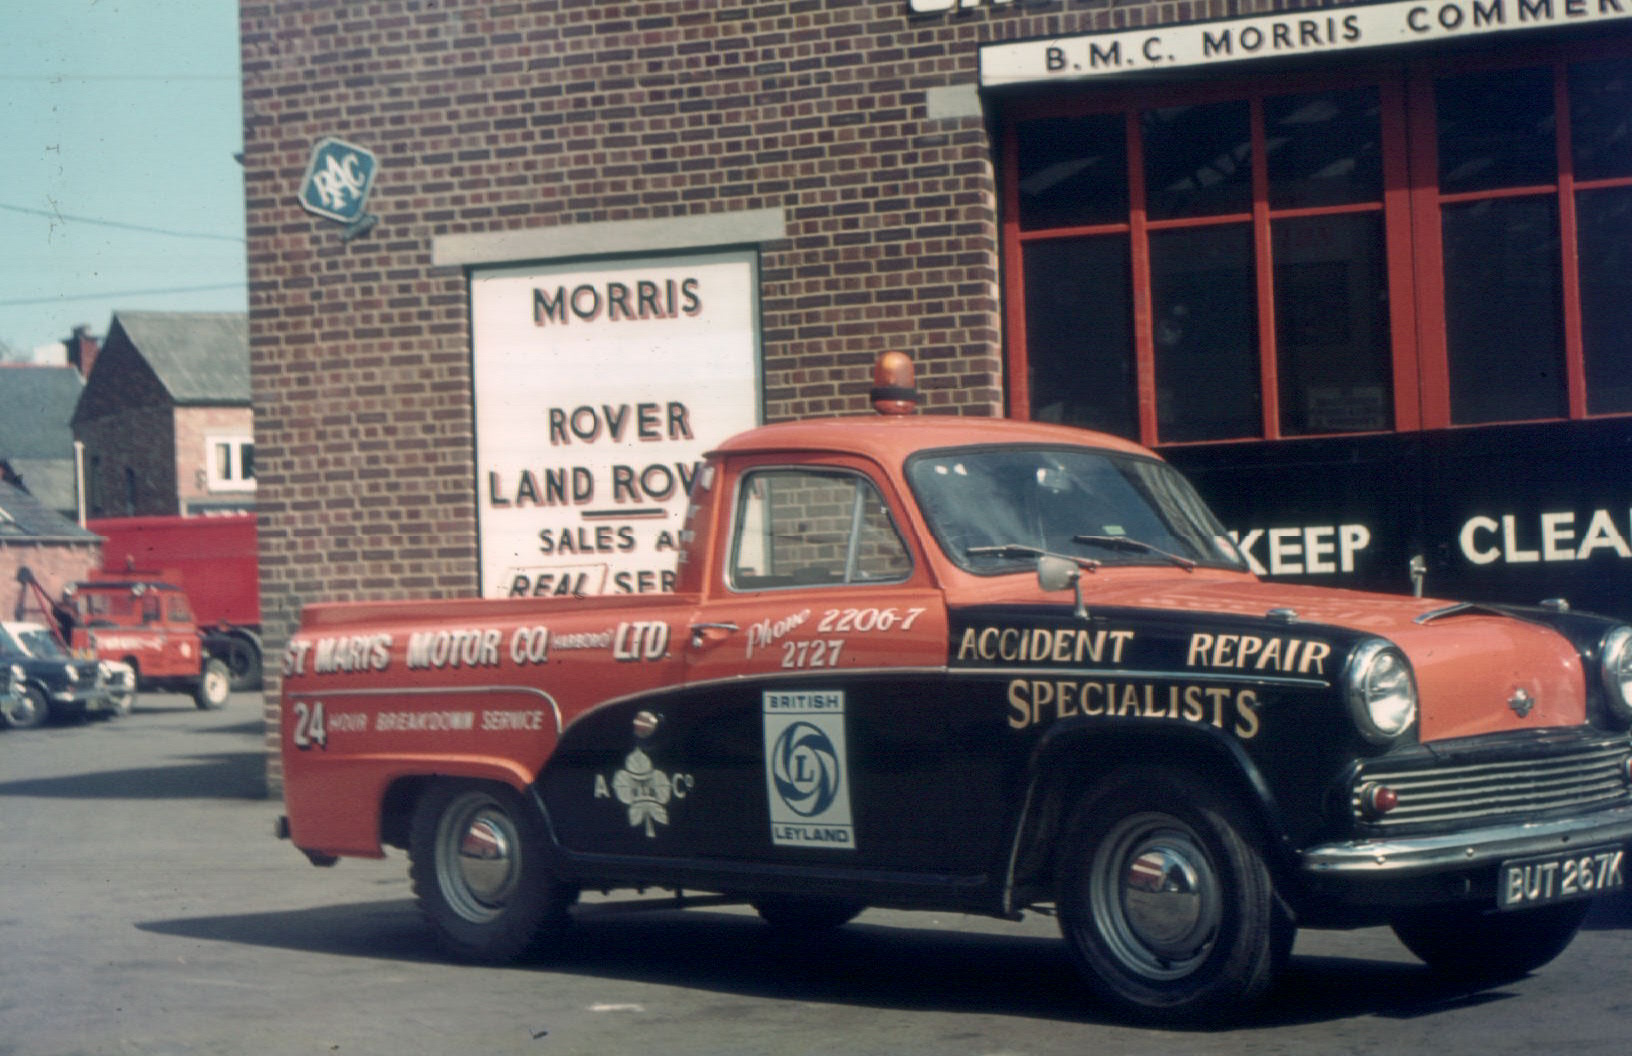 B.M.C. MORRIS COMMER
RAC
MORRIS
ROVER
LAND ROV
SALES A
REAL SER
KEEP CLEA
Phone 2206-7
2727
ST MARYS MOTOR CO. HARBORO' LTD.
24 HOUR BREAKDOWN SERVICE
ACCIDENT REPAIR
SPECIALISTS
A Co
BRITISH
L
LEYLAND
BUT 267K